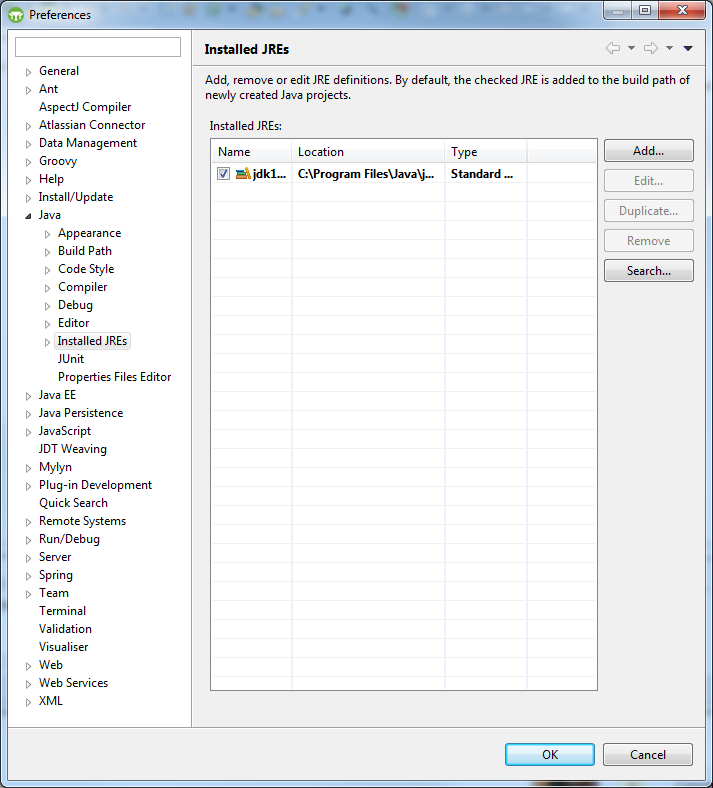 Preferences
General
Ant
AspectJ Compiler
Atlassian Connector
Data Management
Groovy
Help
Install/Update
Java
Appearance
Build Path
Code Style
Compiler
Debug
Editor
Installed JREs
JUnit
Properties Files Editor
Java EE
Java Persistence
JavaScript
JDT Weaving
Mylyn
Plug-in Development
Quick Search
Remote Systems
Run/Debug
Server
Spring
Team
Terminal
Validation
Visualiser
Web
Web Services
XML
Installed JREs
Add, remove or edit JRE definitions. By default, the checked JRE is added to the build path of
newly created Java projects.
Installed JREs:
Name Location Type
jdk1... C:\Program Files\Java\j... Standard ...
Add...
Edit...
Duplicate...
Remove
Search...
OK Cancel